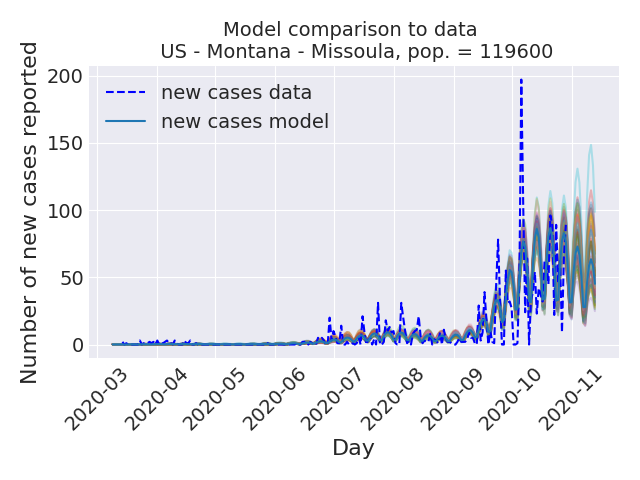 Model comparison to data
US - Montana - Missoula, pop. = 119600
Number of new cases reported
200
150
100
50
0
new cases data
new cases model
2020-03
2020-04
2020-05
2020-06
2020-07
2020-08
2020-09
2020-10
2020-11
Day